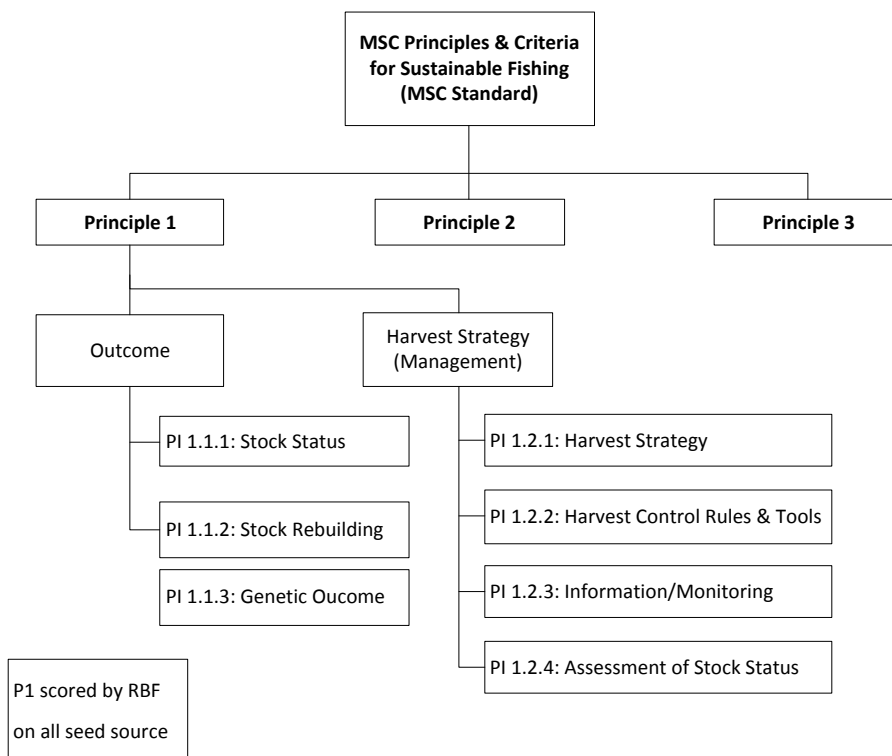 MSC Principles & Criteria
for Sustainable Fishing
(MSC Standard)
Principle 1
Principle 2
Principle 3
Outcome
Harvest Strategy
(Management)
PI 1.1.1: Stock Status
PI 1.1.2: Stock Rebuilding
PI 1.1.3: Genetic Oucome
PI 1.2.1: Harvest Strategy
PI 1.2.2: Harvest Control Rules & Tools
PI 1.2.3: Information/Monitoring
PI 1.2.4: Assessment of Stock Status
P1 scored by RBF
on all seed source